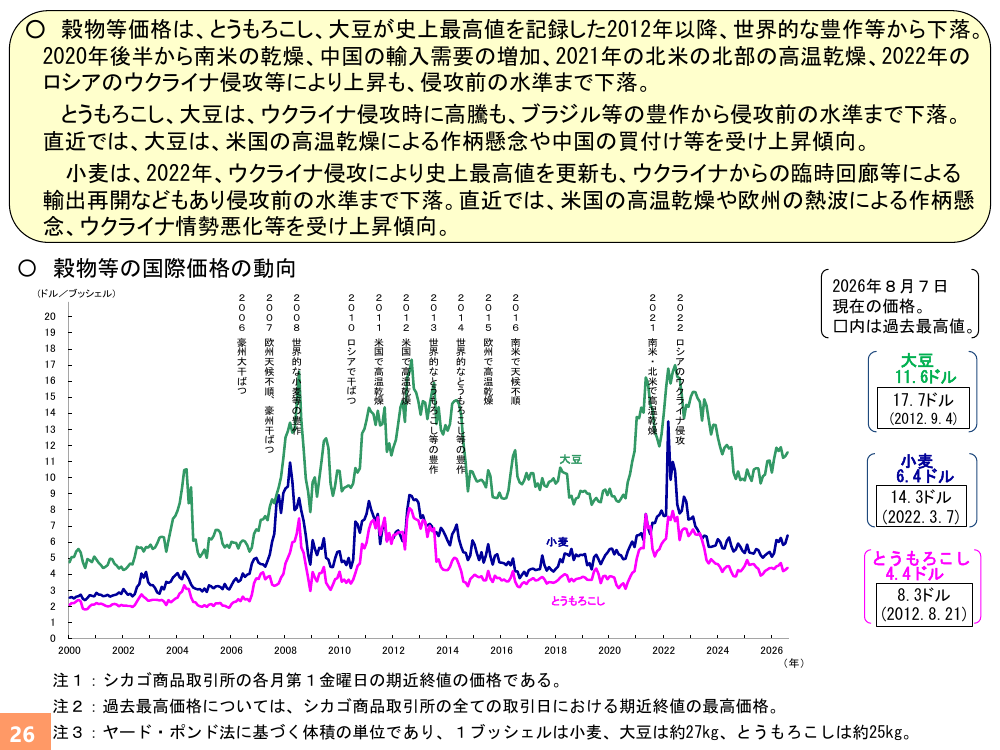 ○　穀物等価格は、とうもろこし、大豆が史上最高値を記録した2012年以降、世界的な豊作等から下落。
2020年後半から南米の乾燥、中国の輸入需要の増加、2021年の北米の北部の高温乾燥、2022年の
ロシアのウクライナ侵攻等により上昇も、侵攻前の水準まで下落。
とうもろこし、大豆は、ウクライナ侵攻時に高騰も、ブラジル等の豊作から侵攻前の水準まで下落。
直近では、大豆は、米国の高温乾燥による作柄懸念や中国の買付け等を受け上昇傾向。
小麦は、2022年、ウクライナ侵攻により史上最高値を更新も、ウクライナからの臨時回廊等による
輸出再開などもあり侵攻前の水準まで下落。直近では、米国の高温乾燥や欧州の熱波による作柄懸
念、ウクライナ情勢悪化等を受け上昇傾向。
○　穀物等の国際価格の動向
（ドル／ブッシェル）
20
19
18
17
16
15
14
13
12
11
10
9
8
7
6
5
4
3
2
1
0
2000 2002 2004 2006 2008 2010 2012 2014 2016 2018 2020 2022 2024 2026
（年）
２００６ 豪州大干ばつ
２００７ 欧州天候不順、豪州干ばつ
２００８ 世界的な小麦等の豊作
２０１０ ロシアで干ばつ
２０１１ 米国で高温乾燥
２０１２ 米国で高温乾燥
２０１３ 世界的なとうもろこし等の豊作
２０１４ 世界的なとうもろこし等の豊作
２０１５ 欧州で高温乾燥
２０１６ 南米で天候不順
２０２１ 南米・北米で高温乾燥
２０２２ ロシアのウクライナ侵攻
大豆
小麦
とうもろこし
2026年８月７日
現在の価格。
□内は過去最高値。
大豆
11.6ドル
17.7ドル
(2012.9.4)
小麦
6.4ドル
14.3ドル
(2022.3.7)
とうもろこし
4.4ドル
8.3ドル
(2012.8.21)
注１：シカゴ商品取引所の各月第１金曜日の期近終値の価格である。
注２：過去最高価格については、シカゴ商品取引所の全ての取引日における期近終値の最高価格。
注３：ヤード・ポンド法に基づく体積の単位であり、１ブッシェルは小麦、大豆は約27kg、とうもろこしは約25kg。
26